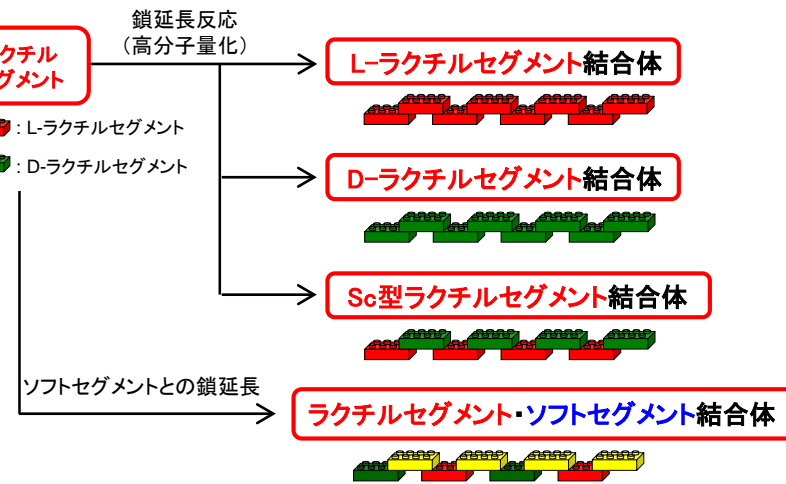 鎖延長反応
（高分子量化）
クチル
グメント
L-ラクチルセグメント結合体
: L-ラクチルセグメント
: D-ラクチルセグメント
D-ラクチルセグメント結合体
Sc型ラクチルセグメント結合体
ソフトセグメントとの鎖延長
ラクチルセグメント・ソフトセグメント結合体